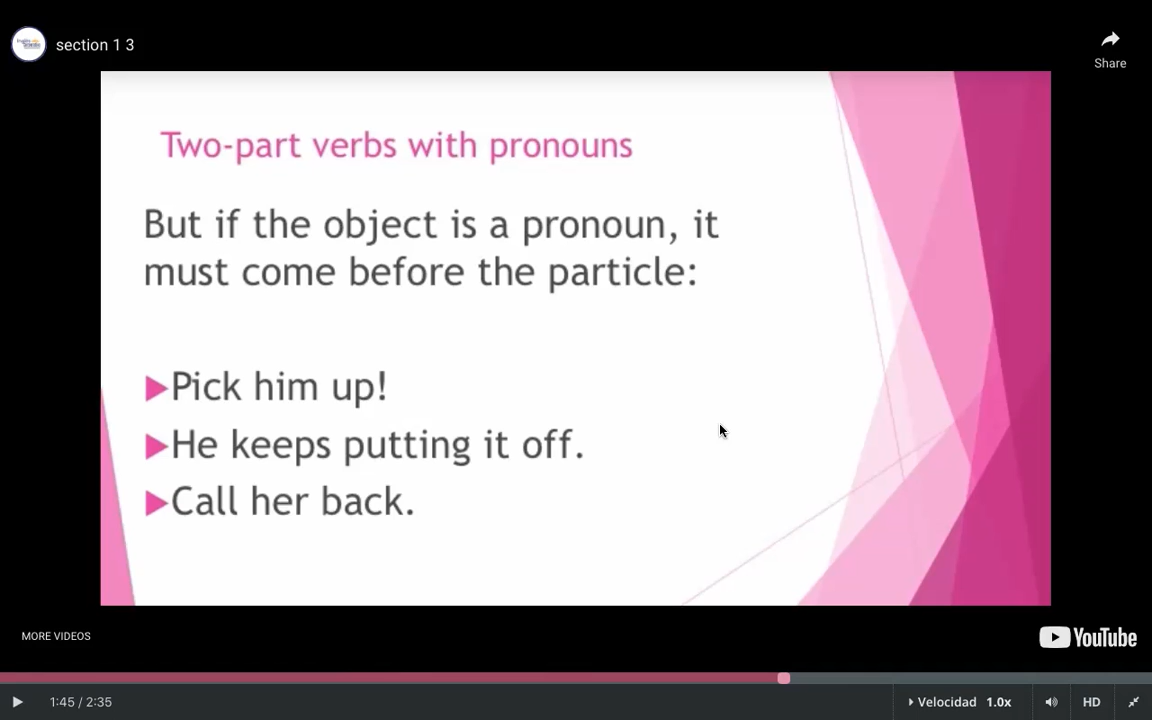 section 1 3
Share
Two-part verbs with pronouns
But if the object is a pronoun, it
must come before the particle:
Pick him up!
He keeps putting it off.
Call her back.
MORE VIDEOS
YouTube
1:45 / 2:35
Velocidad 1.0x
HD